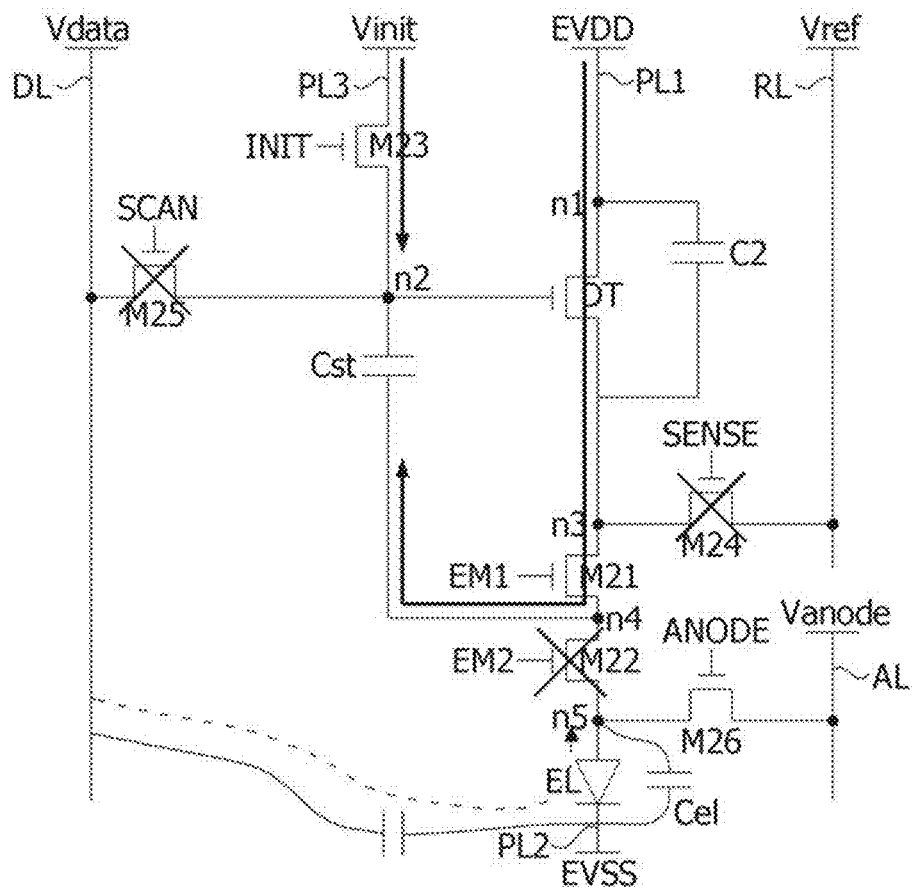 Vdata Vinit EVDD Vref
DL PL3 PL1 RL
INIT M23
n1
SCAN
C2
n2
M25 DT
Cst
SENSE
n3
M24
EM1 M21
n4
Vanode
ANODE
EM2 M22
AL
n5
M26
EL
Cel
PL2
EVSS